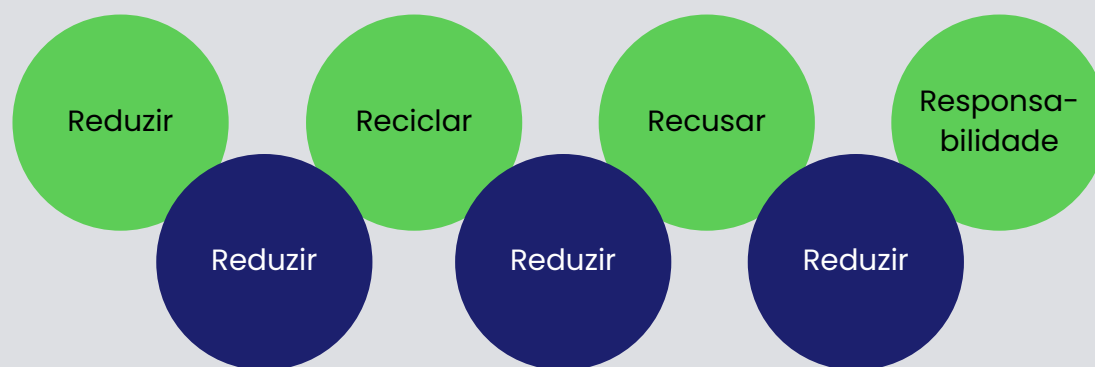 Reduzir
Reciclar
Recusar
Responsa-
bilidade
Reduzir
Reduzir
Reduzir